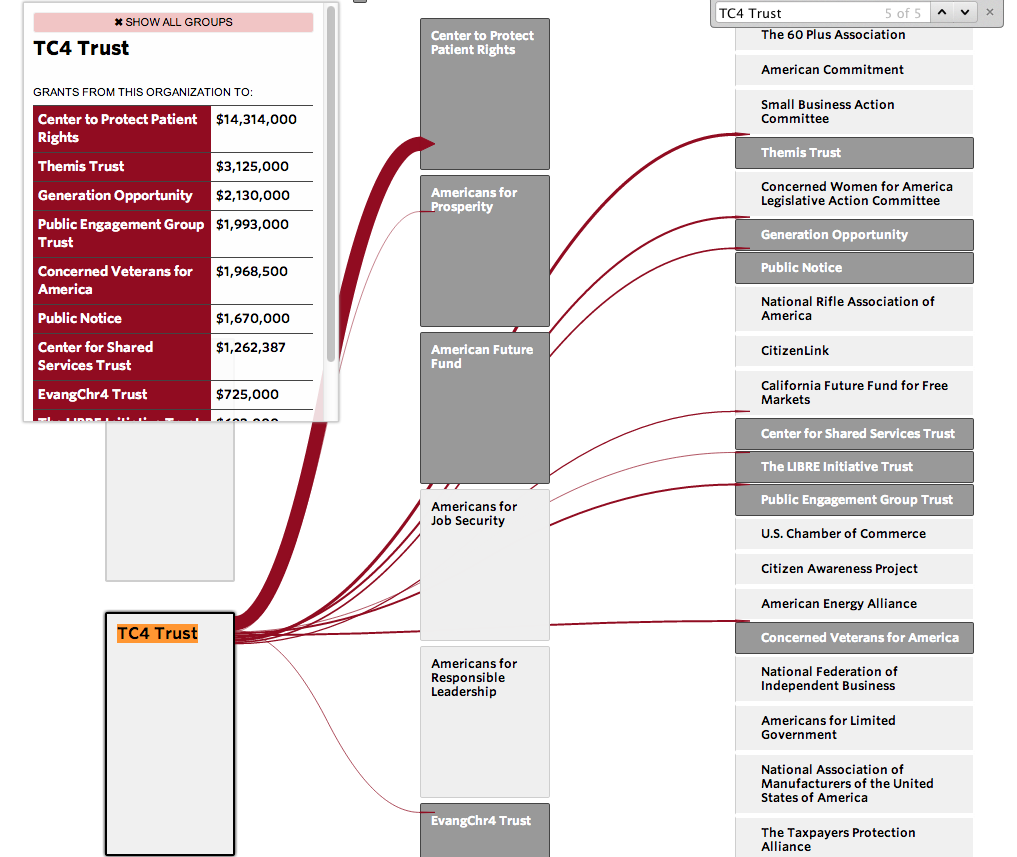 ✖ SHOW ALL GROUPS
TC4 Trust
GRANTS FROM THIS ORGANIZATION TO:
Center to Protect Patient
Rights
$14,314,000
Themis Trust
$3,125,000
Generation Opportunity
$2,130,000
Public Engagement Group
Trust
$1,993,000
Concerned Veterans for
America
$1,968,500
Public Notice
$1,670,000
Center for Shared
Services Trust
$1,262,387
EvangChr4 Trust
$725,000
TC4 Trust
Center to Protect
Patient Rights
Americans for
Prosperity
American Future
Fund
Americans for
Job Security
Americans for
Responsible
Leadership
EvangChr4 Trust
TC4 Trust
5 of 5
The 60 Plus Association
American Commitment
Small Business Action
Committee
Themis Trust
Concerned Women for America
Legislative Action Committee
Generation Opportunity
Public Notice
National Rifle Association of
America
CitizenLink
California Future Fund for Free
Markets
Center for Shared Services Trust
The LIBRE Initiative Trust
Public Engagement Group Trust
U.S. Chamber of Commerce
Citizen Awareness Project
American Energy Alliance
Concerned Veterans for America
National Federation of
Independent Business
Americans for Limited
Government
National Association of
Manufacturers of the United
States of America
The Taxpayers Protection
Alliance